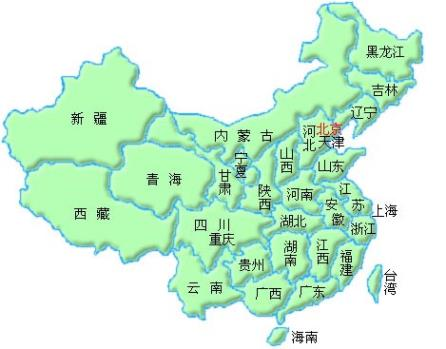 黑龙江
吉林
辽宁
新疆
内蒙古
北京
河北
天津
宁夏
山西
山东
青海
甘肃
陕西
河南
江苏
西藏
安徽
上海
四川
重庆
湖北
浙江
湖南
江西
福建
贵州
云南
广西
广东
台湾
海南